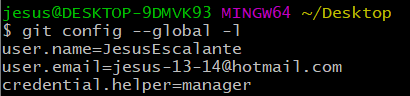 jesus@DESKTOP-9DMVK93 MINGW64 ~/Desktop
$ git config --global -l
user.name=JesusEscalante
user.email=jesus-13-14@hotmail.com
credential.helper=manager